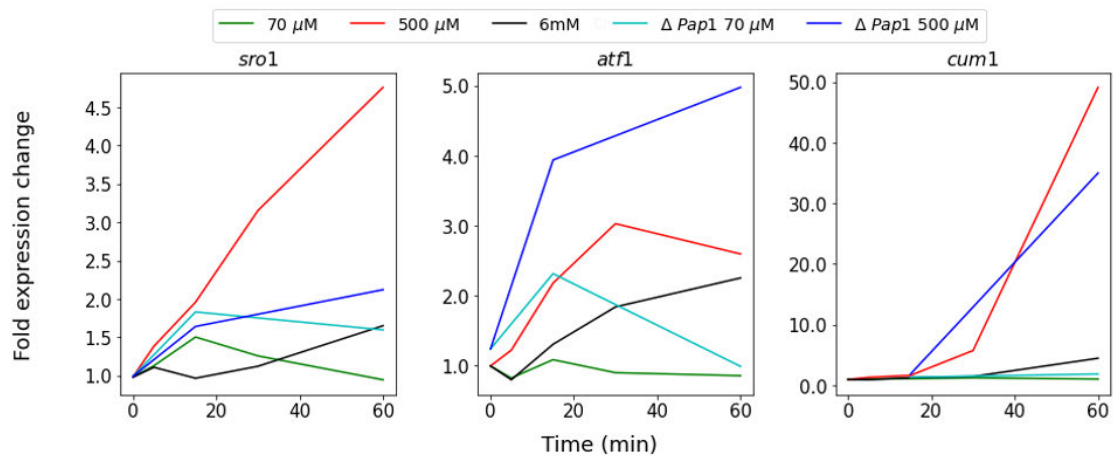 70 μM 500 μM 6mM Δ Pap1 70 μM Δ Pap1 500 μM
sro1 atf1 cum1
Fold expression change
4.5
4.0
3.5
3.0
2.5
2.0
1.5
1.0
0 20 40 60
5.0
4.0
3.0
2.0
1.0
0 20 40 60
50.0
40.0
30.0
20.0
10.0
0.0
0 20 40 60
Time (min)